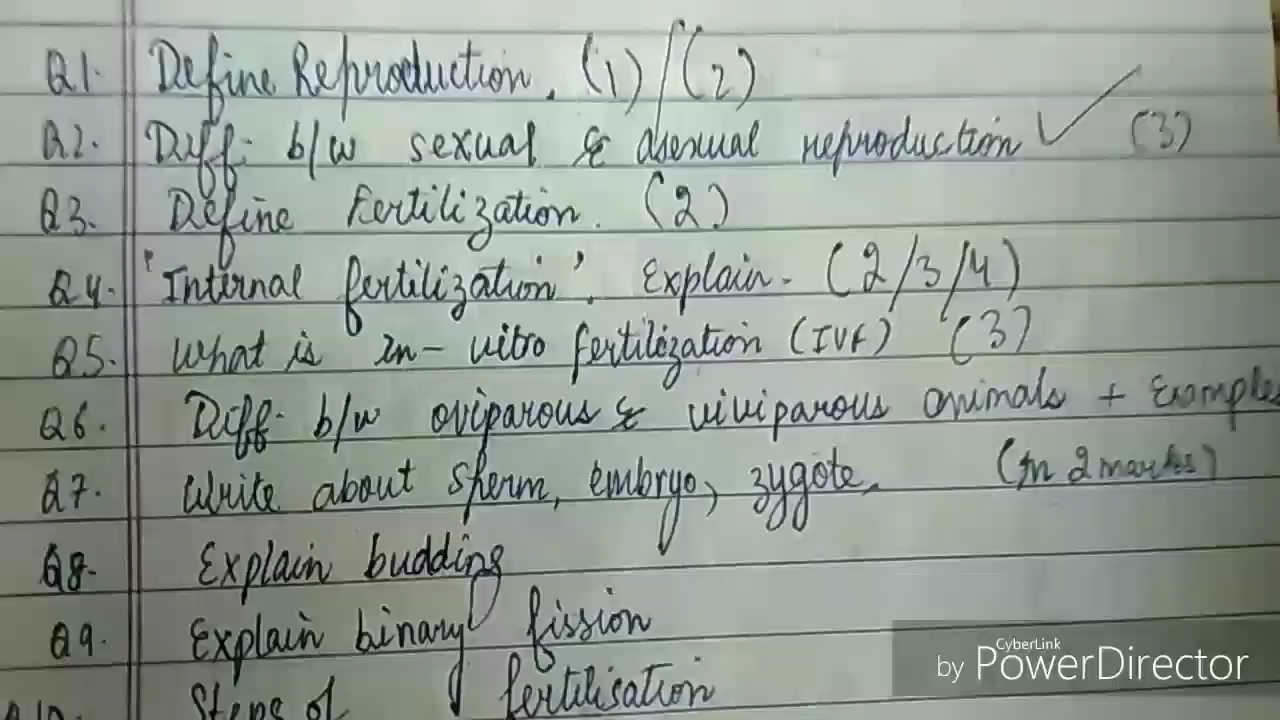 Q1. Define Reproduction. (1)/(2)
Q2. Diff. b/w sexual & asexual reproduction ✓ (3)
Q3. Define Fertilization. (2)
Q4. 'Internal fertilization'. Explain. (2/3/4)
Q5. What is In-vitro fertilization (IVF) (3)
Q6. Diff. b/w oviparous & viviparous animals + Examples
Q7. Write about sperm, embryo, zygote. (In 2 marks)
Q8. Explain budding
Q9. Explain binary fission
Q10. Steps of fertilisation
CyberLink
by PowerDirector